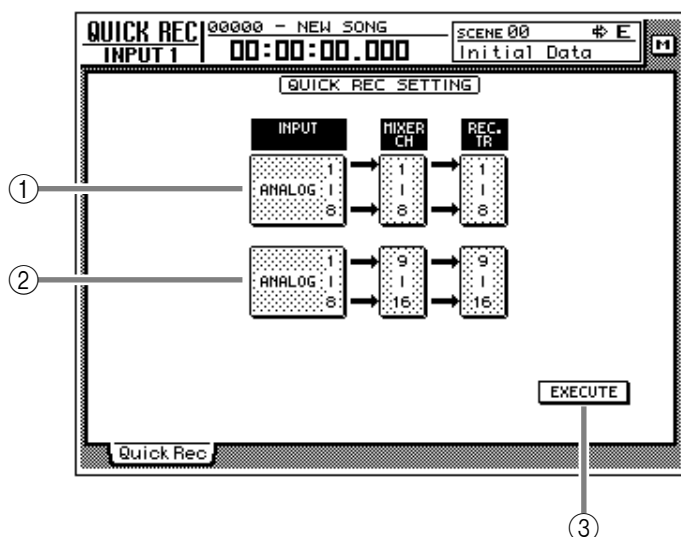 QUICK REC 00000 - NEW SONG SCENE 00 E
INPUT 1 00:00:00.000 Initial Data M
QUICK REC SETTING
INPUT MIXER CH REC. TR
① ANALOG 1 | 8 1 | 8 1 | 8
② ANALOG 1 | 8 9 | 16 9 | 16
EXECUTE
Quick Rec
③